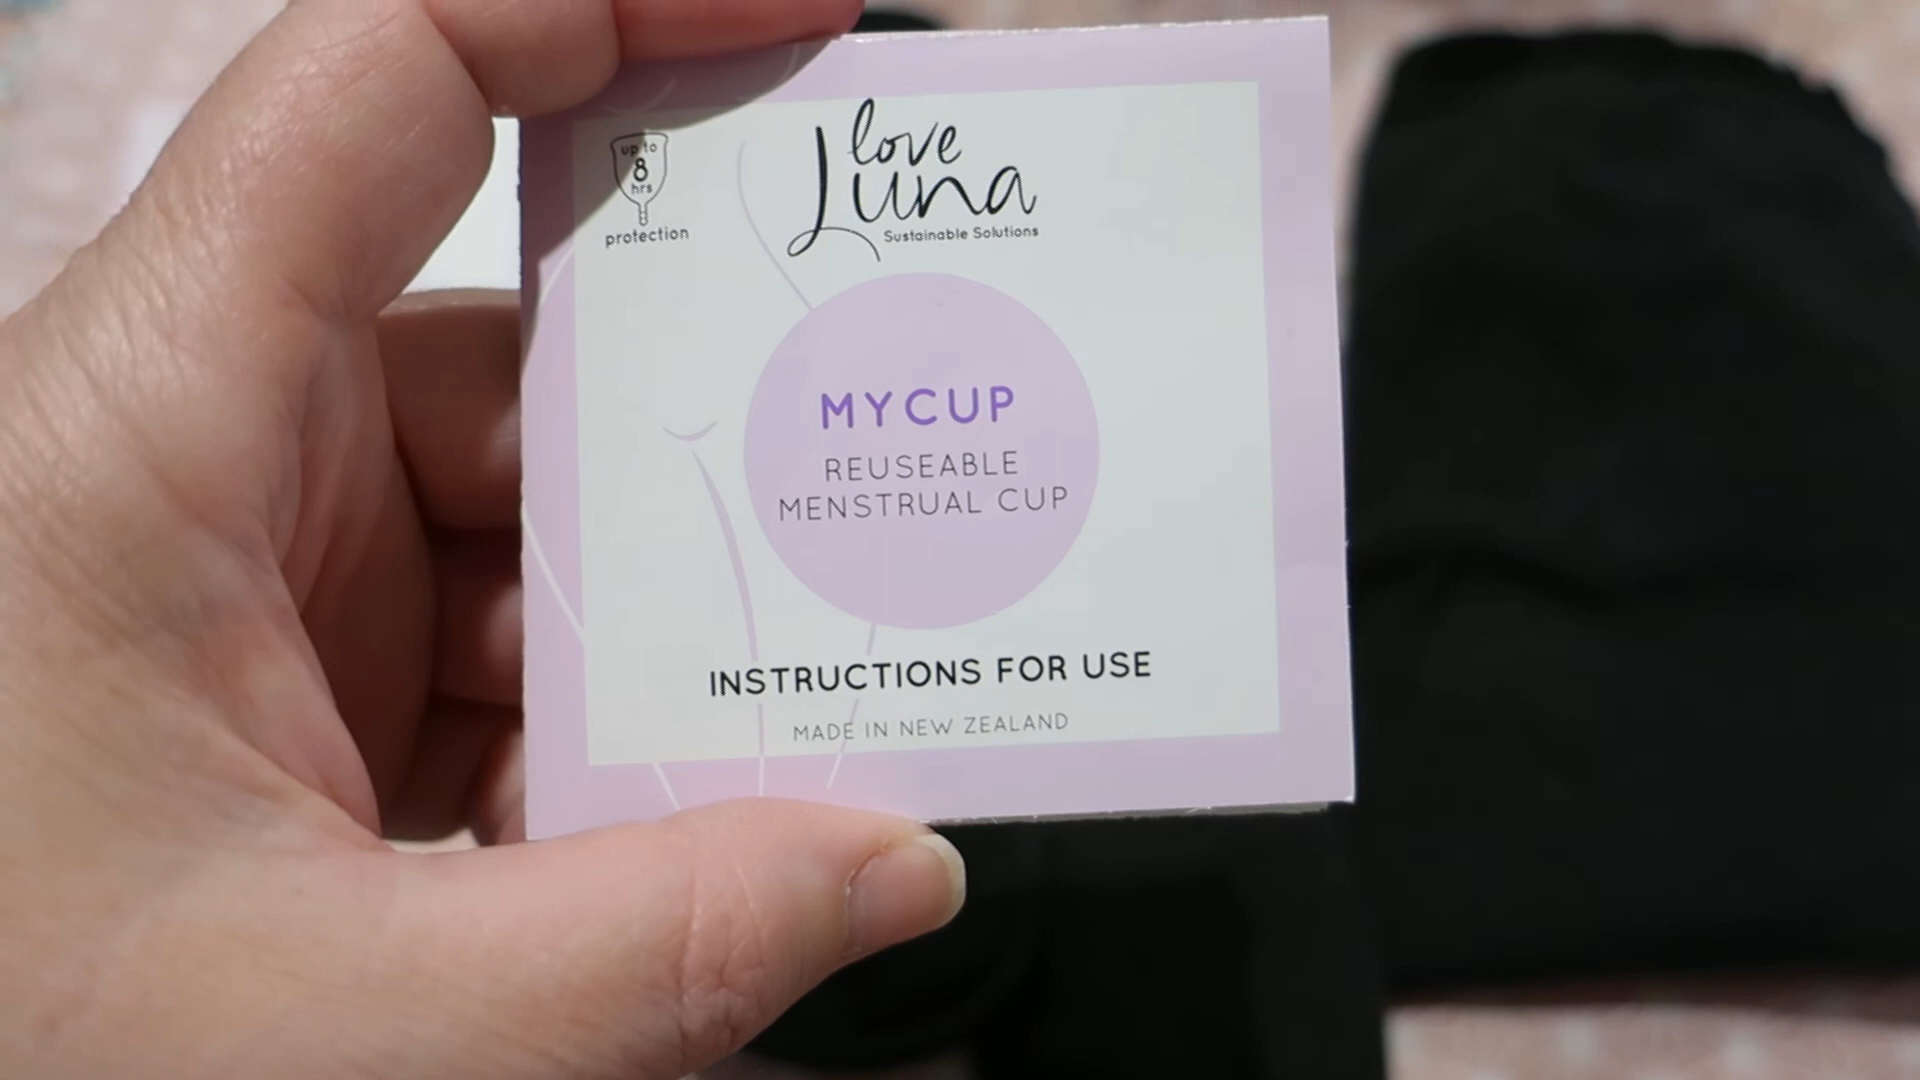 up to
8
hrs
protection
love
Luna
Sustainable Solutions
MYCUP
REUSEABLE
MENSTRUAL CUP
INSTRUCTIONS FOR USE
MADE IN NEW ZEALAND